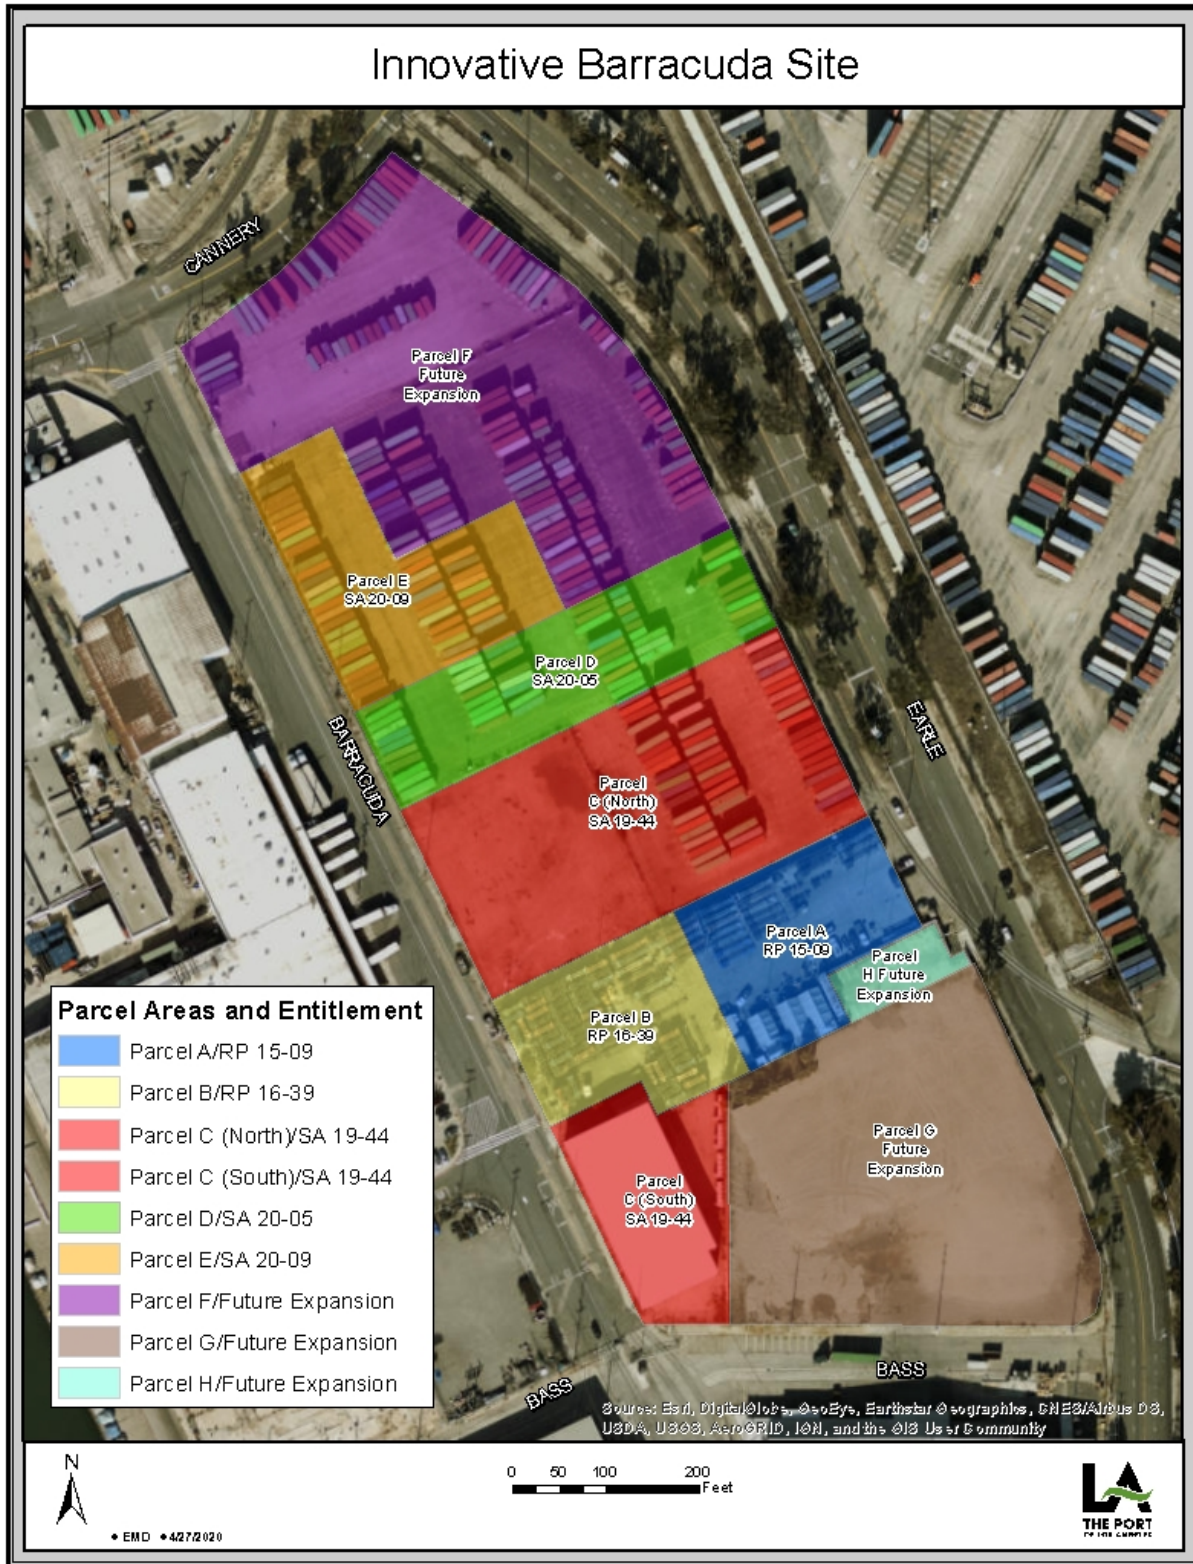 Innovative Barracuda Site
CANNERY
Parcel F
Future
Expansion
Parcel E
SA 20-09
Parcel D
SA 20-05
BARRACUDA
EARLE
Parcel
C (North)
SA 19-44
Parcel A
RP 15-09
Parcel
H Future
Expansion
Parcel B
RP 16-39
Parcel G
Future
Expansion
Parcel
C (South)
SA 19-44
Parcel Areas and Entitlement
Parcel A/RP 15-09
Parcel B/RP 16-39
Parcel C (North)/SA 19-44
Parcel C (South)/SA 19-44
Parcel D/SA 20-05
Parcel E/SA 20-09
Parcel F/Future Expansion
Parcel G/Future Expansion
Parcel H/Future Expansion
BASS
BASS
Source: Esri, DigitalGlobe, GeoEye, Earthstar Geographics, CNES/Airbus DS,
USDA, USGS, AeroGRID, IGN, and the GIS User Community
N
0 50 100 200
Feet
• EMD • 4/27/2020
LA
THE PORT
OF LOS ANGELES